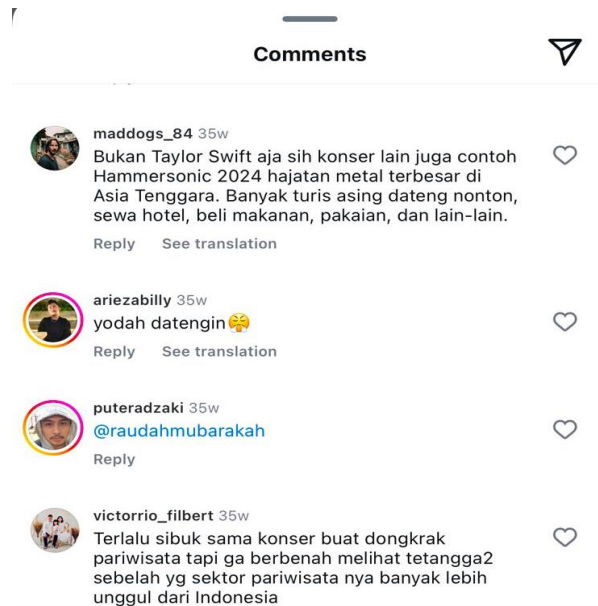 Comments
maddogs_84 35w
Bukan Taylor Swift aja sih konser lain juga contoh
Hammersonic 2024 hajatan metal terbesar di
Asia Tenggara. Banyak turis asing dateng nonton,
sewa hotel, beli makanan, pakaian, dan lain-lain.
Reply See translation
ariezabilly 35w
yodah datengin😤
Reply See translation
puteradzaki 35w
@raudahmubarakah
Reply
victorrio_filbert 35w
Terlalu sibuk sama konser buat dongkrak
pariwisata tapi ga berbenah melihat tetangga2
sebelah yg sektor pariwisata nya banyak lebih
unggul dari Indonesia